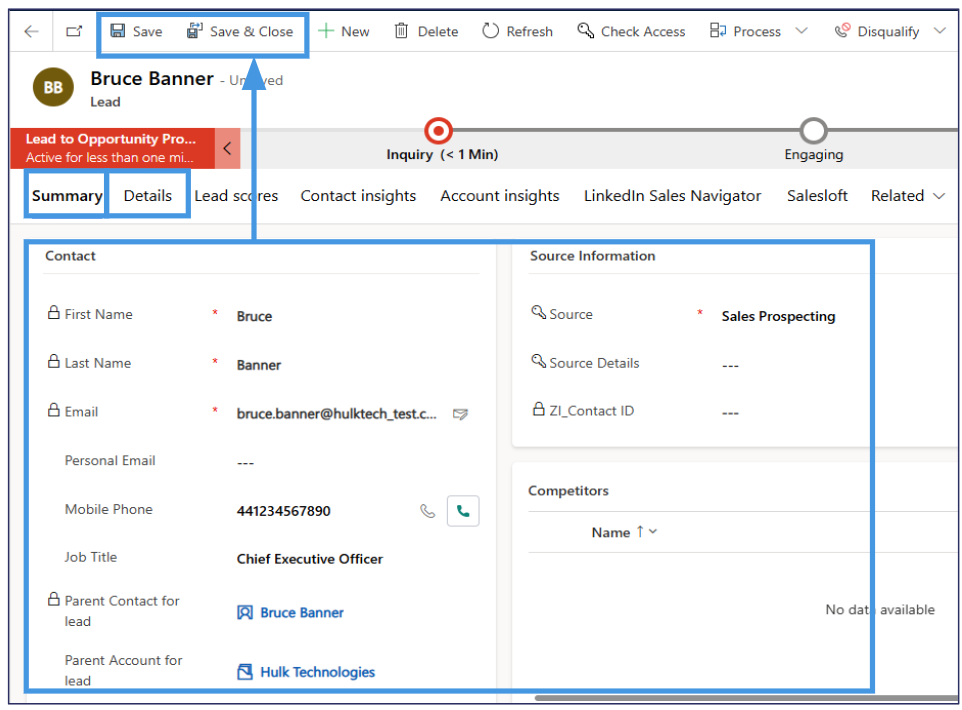 Save Save & Close New Delete Refresh Check Access Process Disqualify
BB
Bruce Banner - Unsaved
Lead
Lead to Opportunity Pro...
Active for less than one mi...
Inquiry (< 1 Min)
Engaging
Summary Details Lead scores Contact insights Account insights LinkedIn Sales Navigator Salesloft Related
Contact
First Name * Bruce
Last Name * Banner
Email * bruce.banner@hulktech_test.c...
Personal Email ---
Mobile Phone 441234567890
Job Title Chief Executive Officer
Parent Contact for
lead
Bruce Banner
Parent Account for
lead
Hulk Technologies
Source Information
Source * Sales Prospecting
Source Details ---
ZI_Contact ID ---
Competitors
Name ↑
No data available